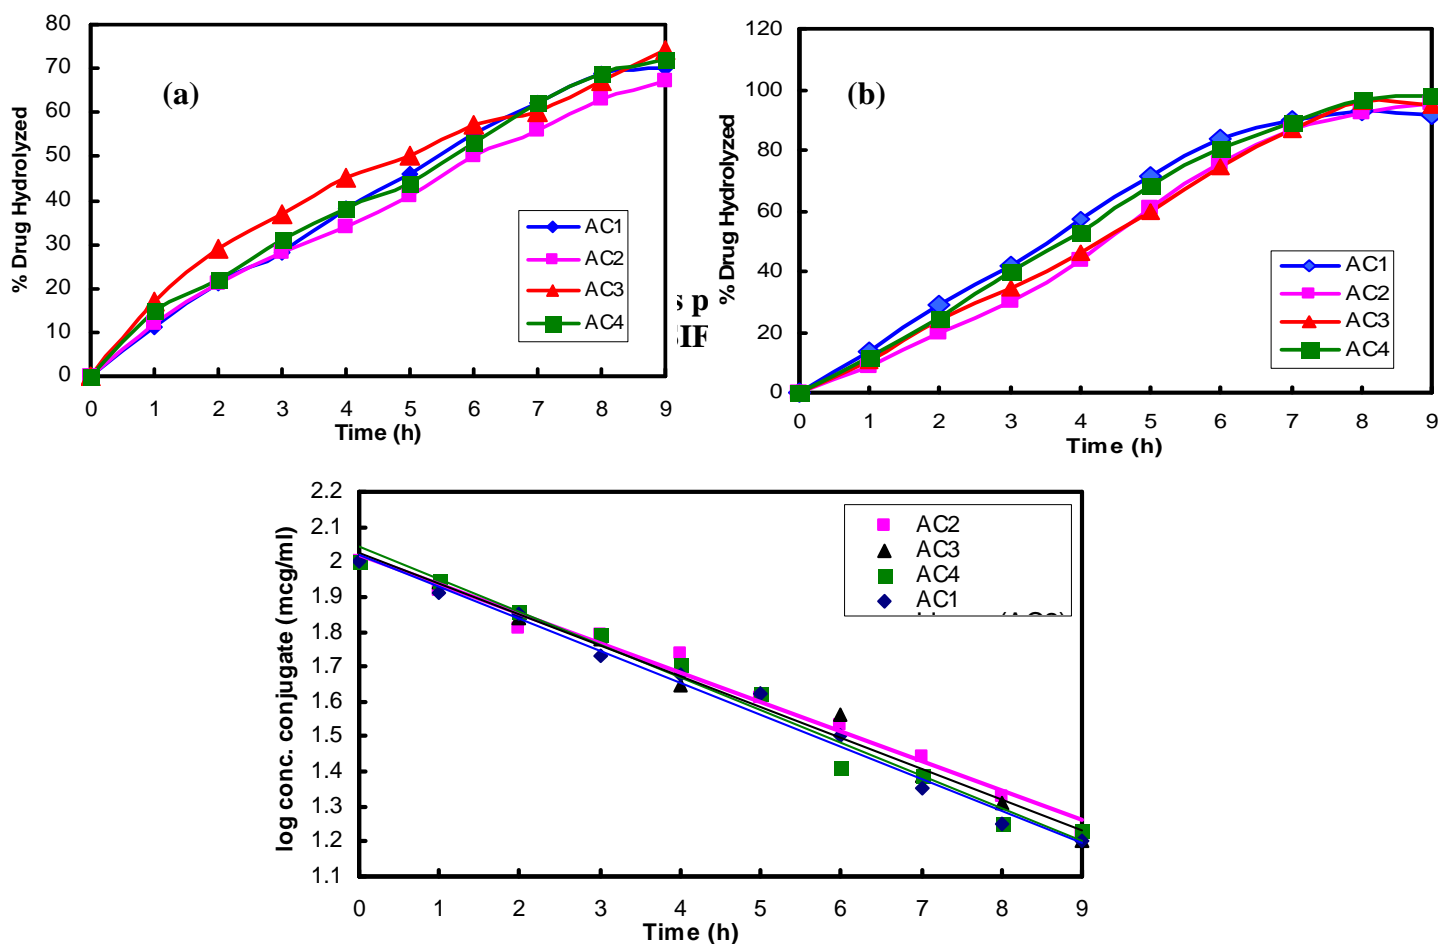 80
70
60
50
40
30
20
10
0
% Drug Hydrolyzed
(a)
AC1
AC2
AC3
AC4
0 1 2 3 4 5 6 7 8 9
Time (h)
s p
SIF
120
100
80
60
40
20
0
% Drug Hydrolyzed
(b)
AC1
AC2
AC3
AC4
0 1 2 3 4 5 6 7 8 9
Time (h)
2.2
2.1
2
1.9
1.8
1.7
1.6
1.5
1.4
1.3
1.2
1.1
log conc. conjugate (mcg/ml)
AC2
AC3
AC4
AC1
0 1 2 3 4 5 6 7 8 9
Time (h)